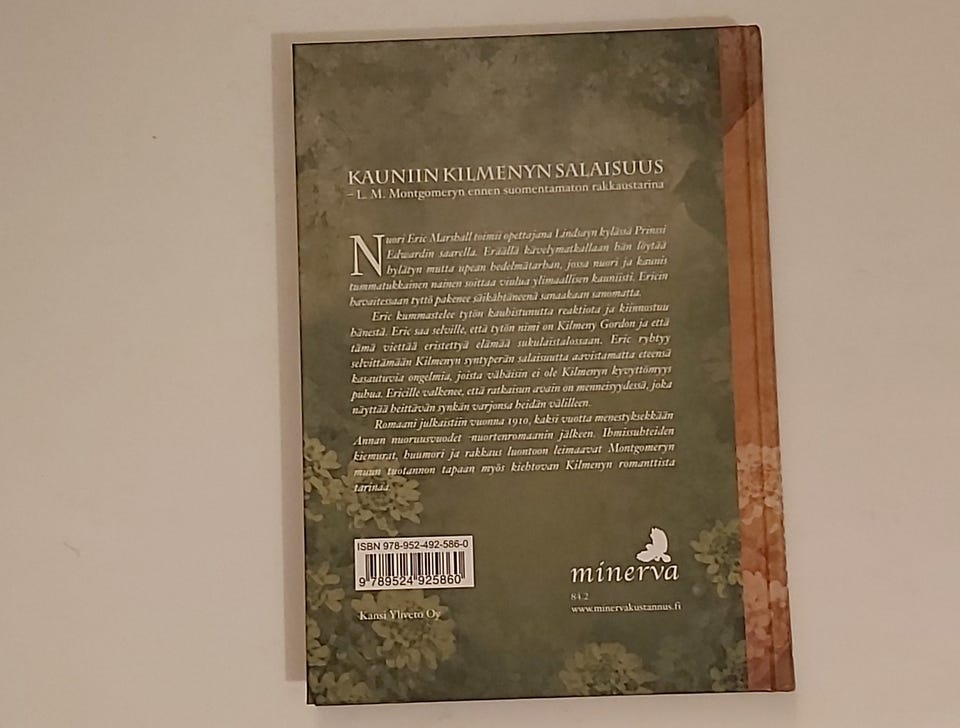 KAUNIIN KILMENYN SALAISUUS
– L. M. Montgomeryn ennen suomentamaton rakkaustarina
Nuori Eric Marshall toimii opettajana Lindsayn kylässä Prinssi
Edwardin saarella. Eräällä kävelymatkallaan hän löytää
hylätyn mutta upean hedelmätarhan, jossa nuori ja kaunis
tummatukkainen nainen soittaa viulua ylimaallisen kauniisti. Ericin
havaitessaan tyttö pakenee säikähtäneenä sanaakaan sanomatta.
Eric kummastelee tytön kauhistunutta reaktiota ja kiinnostuu
hänestä. Eric saa selville, että tytön nimi on Kilmeny Gordon ja että
tämä viettää eristettyä elämää sukulaistalossaan. Eric ryhtyy
selvittämään Kilmenyn syntyperän salaisuutta aavistamatta eteensä
kasautuvia ongelmia, joista vähäisin ei ole Kilmenyn kyvyttömyys
puhua. Ericille valkenee, että ratkaisun avain on menneisyydessä, joka
näyttää heittävän synkän varjonsa heidän välilleen.
Romaani julkaistiin vuonna 1910, kaksi vuotta menestyksekkään
Annan nuoruusvuodet -nuortenromaanin jälkeen. Ihmissuhteiden
kiemurat, huumori ja rakkaus luontoon leimaavat Montgomeryn
muun tuotannon tapaan myös kiehtovan Kilmenyn romanttista
tarinaa.
ISBN 978-952-492-586-0
9 789524 925860
Kansi Yliveto Oy
minerva
84.2
www.minervakustannus.fi